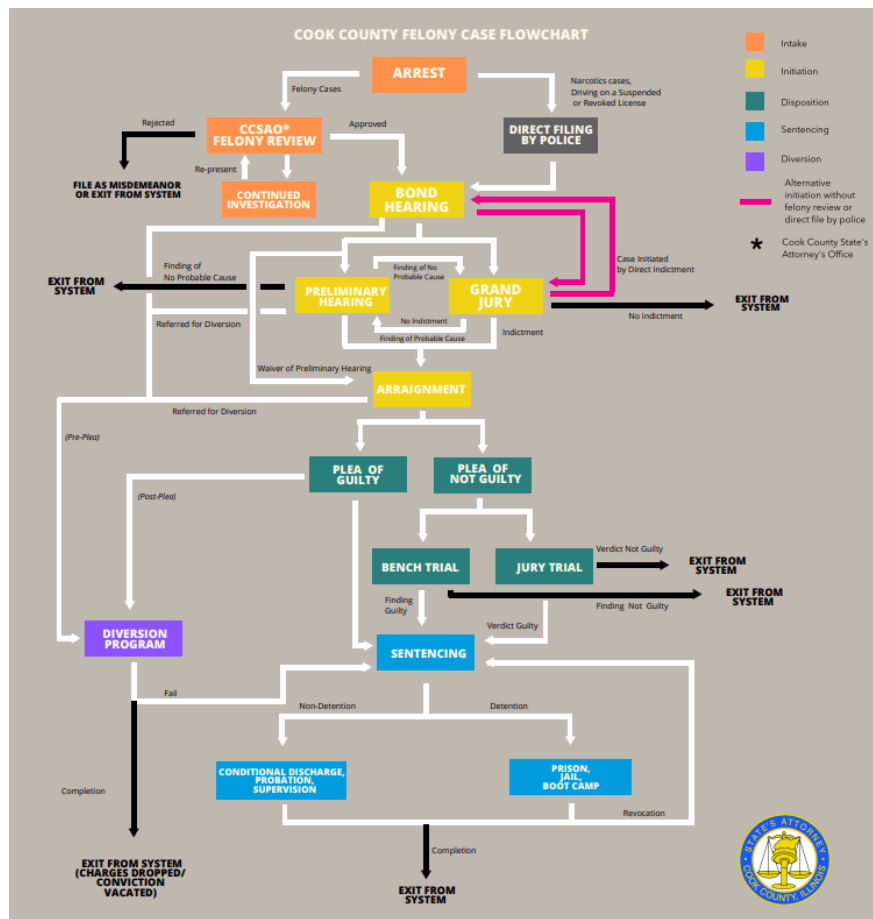 COOK COUNTY FELONY CASE FLOWCHART
Intake
Initiation
Disposition
Sentencing
Diversion
Alternative
initiation without
felony review or
direct file by police
*
Cook County State's
Attorney's Office
ARREST
Felony Cases
Narcotics cases,
Driving on a Suspended
or Revoked License
Rejected
CCSAO*
FELONY REVIEW
Approved
DIRECT FILING
BY POLICE
Re-present
FILE AS MISDEMEANOR
OR EXIT FROM SYSTEM
CONTINUED
INVESTIGATION
BOND
HEARING
Case Initiated
by Direct Indictment
Finding of
No Probable Cause
EXIT FROM
SYSTEM
Finding of No
Probable Cause
PRELIMINARY
HEARING
GRAND
JURY
EXIT FROM
SYSTEM
No Indictment
Referred for Diversion
No Indictment
Indictment
Finding of Probable Cause
Waiver of Preliminary Hearing
ARRAIGNMENT
Referred for Diversion
(Pre-Plea)
PLEA OF
GUILTY
PLEA OF
NOT GUILTY
(Post-Plea)
BENCH TRIAL
JURY TRIAL
Verdict Not Guilty
EXIT FROM
SYSTEM
Finding
Guilty
Finding Not Guilty
EXIT FROM
SYSTEM
Verdict Guilty
DIVERSION
PROGRAM
SENTENCING
Fail
Non-Detention
Detention
CONDITIONAL DISCHARGE,
PROBATION,
SUPERVISION
PRISON,
JAIL,
BOOT CAMP
Completion
Revocation
Completion
EXIT FROM SYSTEM
(CHARGES DROPPED/
CONVICTION
VACATED)
EXIT FROM
SYSTEM
STATE'S ATTORNEY
COOK COUNTY, ILLINOIS